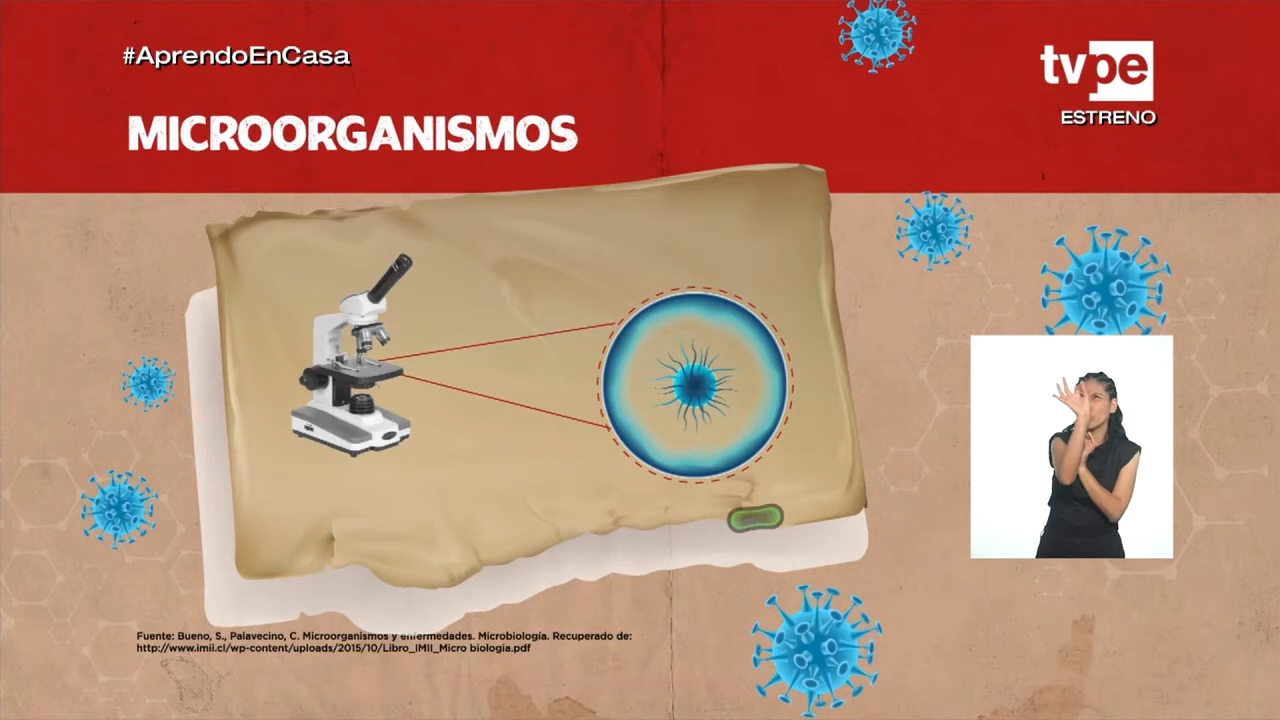 #AprendoEnCasa
tvpe
ESTRENO
MICROORGANISMOS
Fuente: Bueno, S., Palavecino, C. Microorganismos y enfermedades. Microbiología. Recuperado de:
http://www.imii.cl/wp-content/uploads/2015/10/Libro_IMII_Micro biologia.pdf